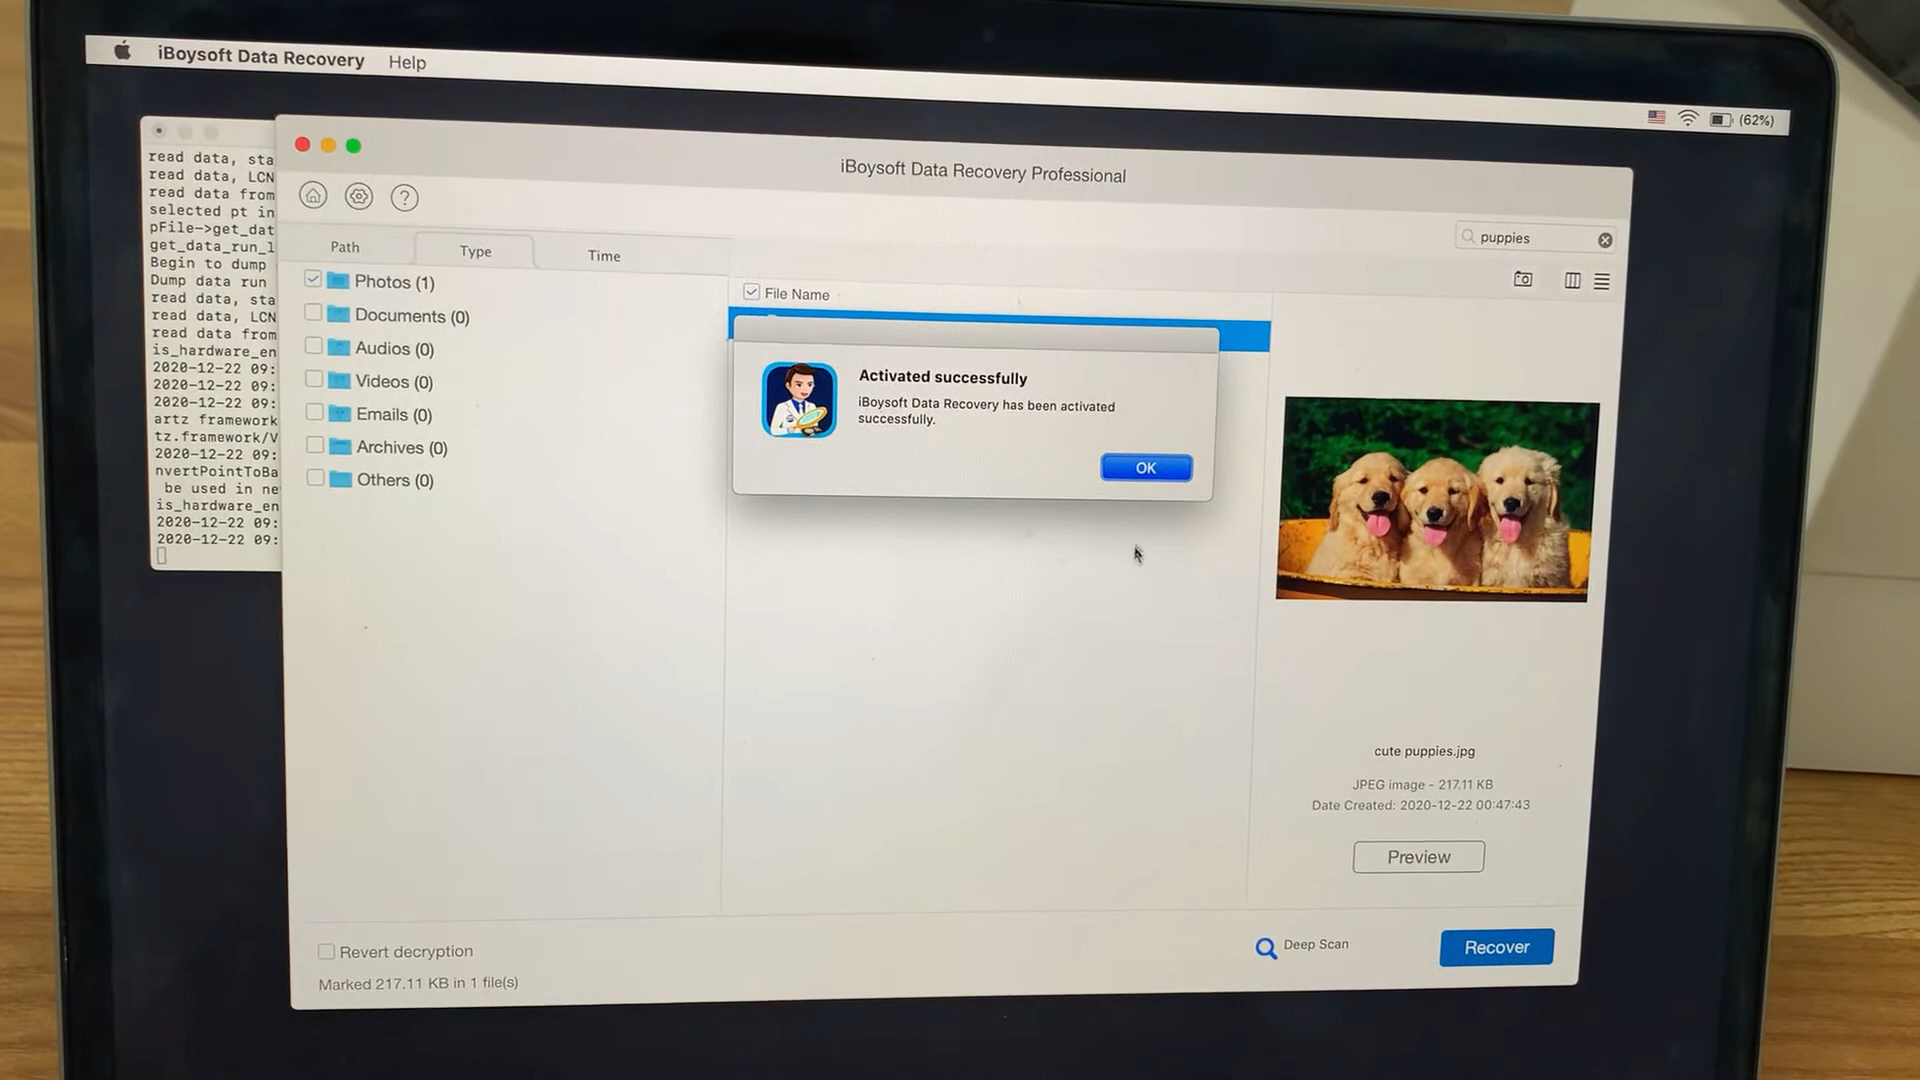 iBoysoft Data Recovery Help
(62%)
read data, sta
read data, LCN
read data from
selected pt in
pFile->get_dat
get_data_run_l
Begin to dump
Dump data run
read data, sta
read data, LCN
read data from
is_hardware_en
2020-12-22 09:
2020-12-22 09:
2020-12-22 09:
artz framework
tz.framework/V
2020-12-22 09:
nvertPointToBa
be used in ne
is_hardware_en
2020-12-22 09:
2020-12-22 09:
iBoysoft Data Recovery Professional
?
puppies
Path Type Time
Photos (1)
Documents (0)
Audios (0)
Videos (0)
Emails (0)
Archives (0)
Others (0)
File Name
Activated successfully
iBoysoft Data Recovery has been activated
successfully.
OK
cute puppies.jpg
JPEG image - 217.11 KB
Date Created: 2020-12-22 00:47:43
Preview
Revert decryption
Deep Scan
Recover
Marked 217.11 KB in 1 file(s)